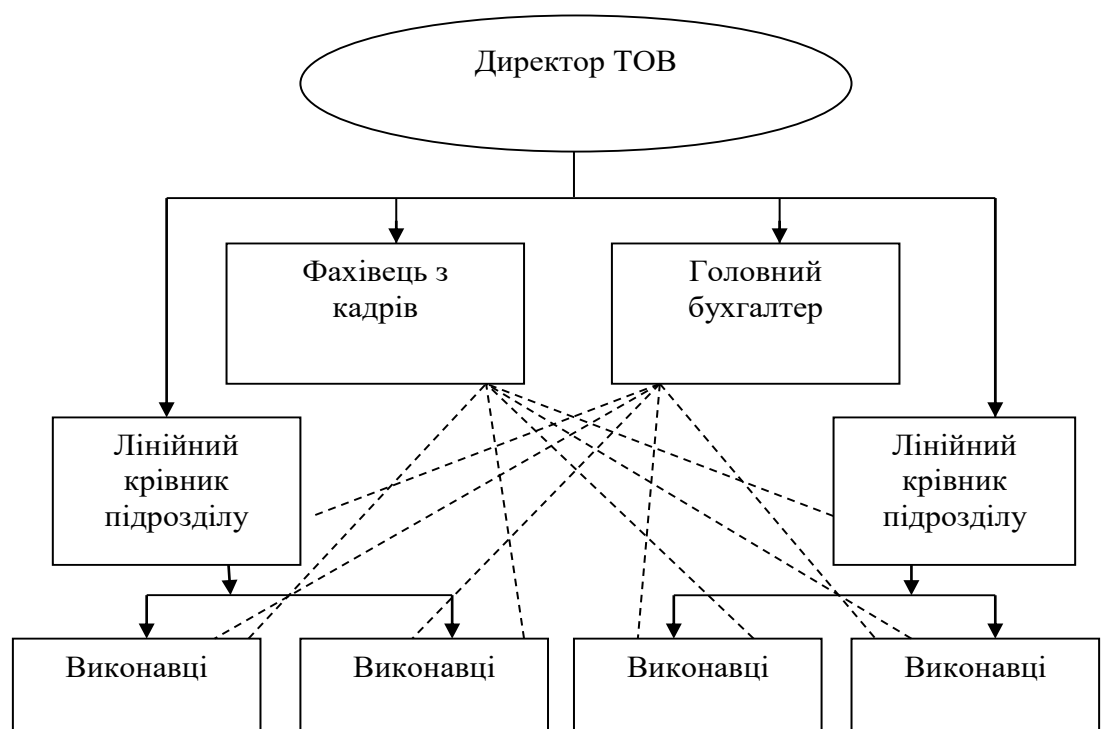 Директор ТОВ
Фахівець з
кадрів
Головний
бухгалтер
Лінійний
крівник
підрозділу
Лінійний
крівник
підрозділу
Виконавці
Виконавці
Виконавці
Виконавці